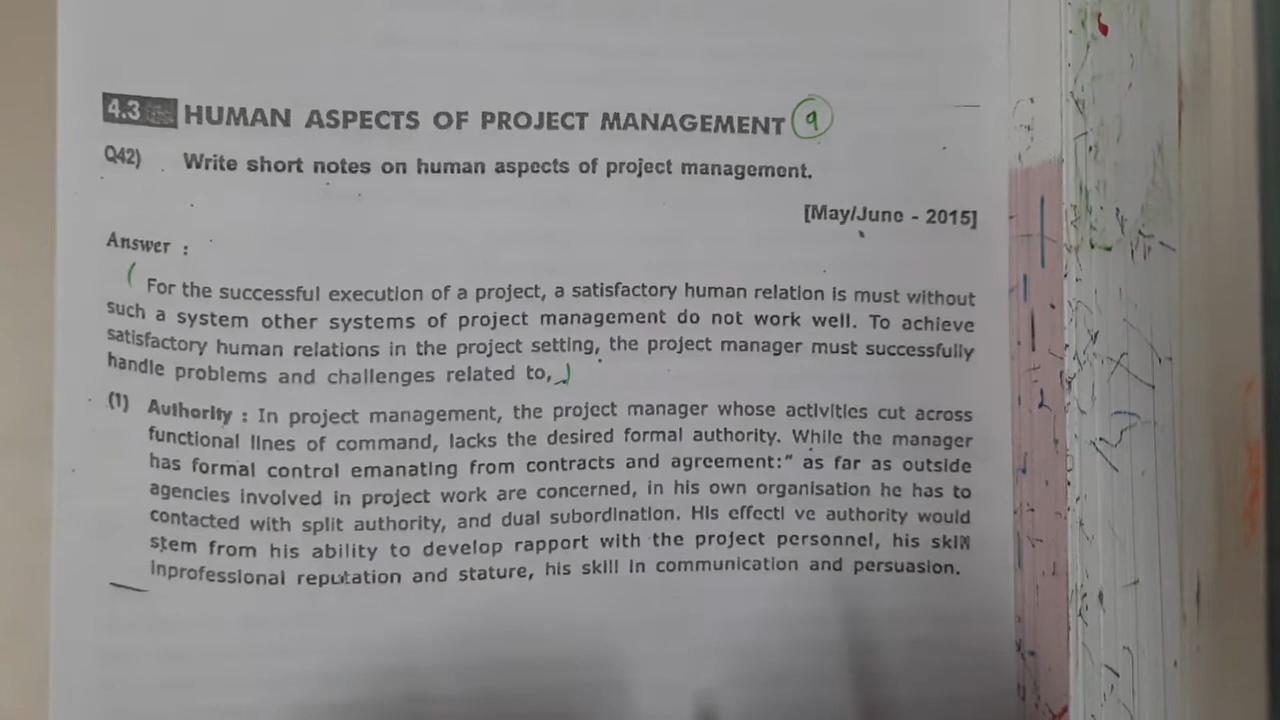 4.3 HUMAN ASPECTS OF PROJECT MANAGEMENT 9
Q42) Write short notes on human aspects of project management.
[May/June - 2015]
Answer :
( For the successful execution of a project, a satisfactory human relation is must without
such a system other systems of project management do not work well. To achieve
satisfactory human relations in the project setting, the project manager must successfully
handle problems and challenges related to, )
(1) Authority : In project management, the project manager whose activities cut across
functional lines of command, lacks the desired formal authority. While the manager
has formal control emanating from contracts and agreement:" as far as outside
agencies involved in project work are concerned, in his own organisation he has to
contacted with split authority, and dual subordination. His effecti ve authority would
stem from his ability to develop rapport with the project personnel, his skill
inprofessional reputation and stature, his skill in communication and persuasion.